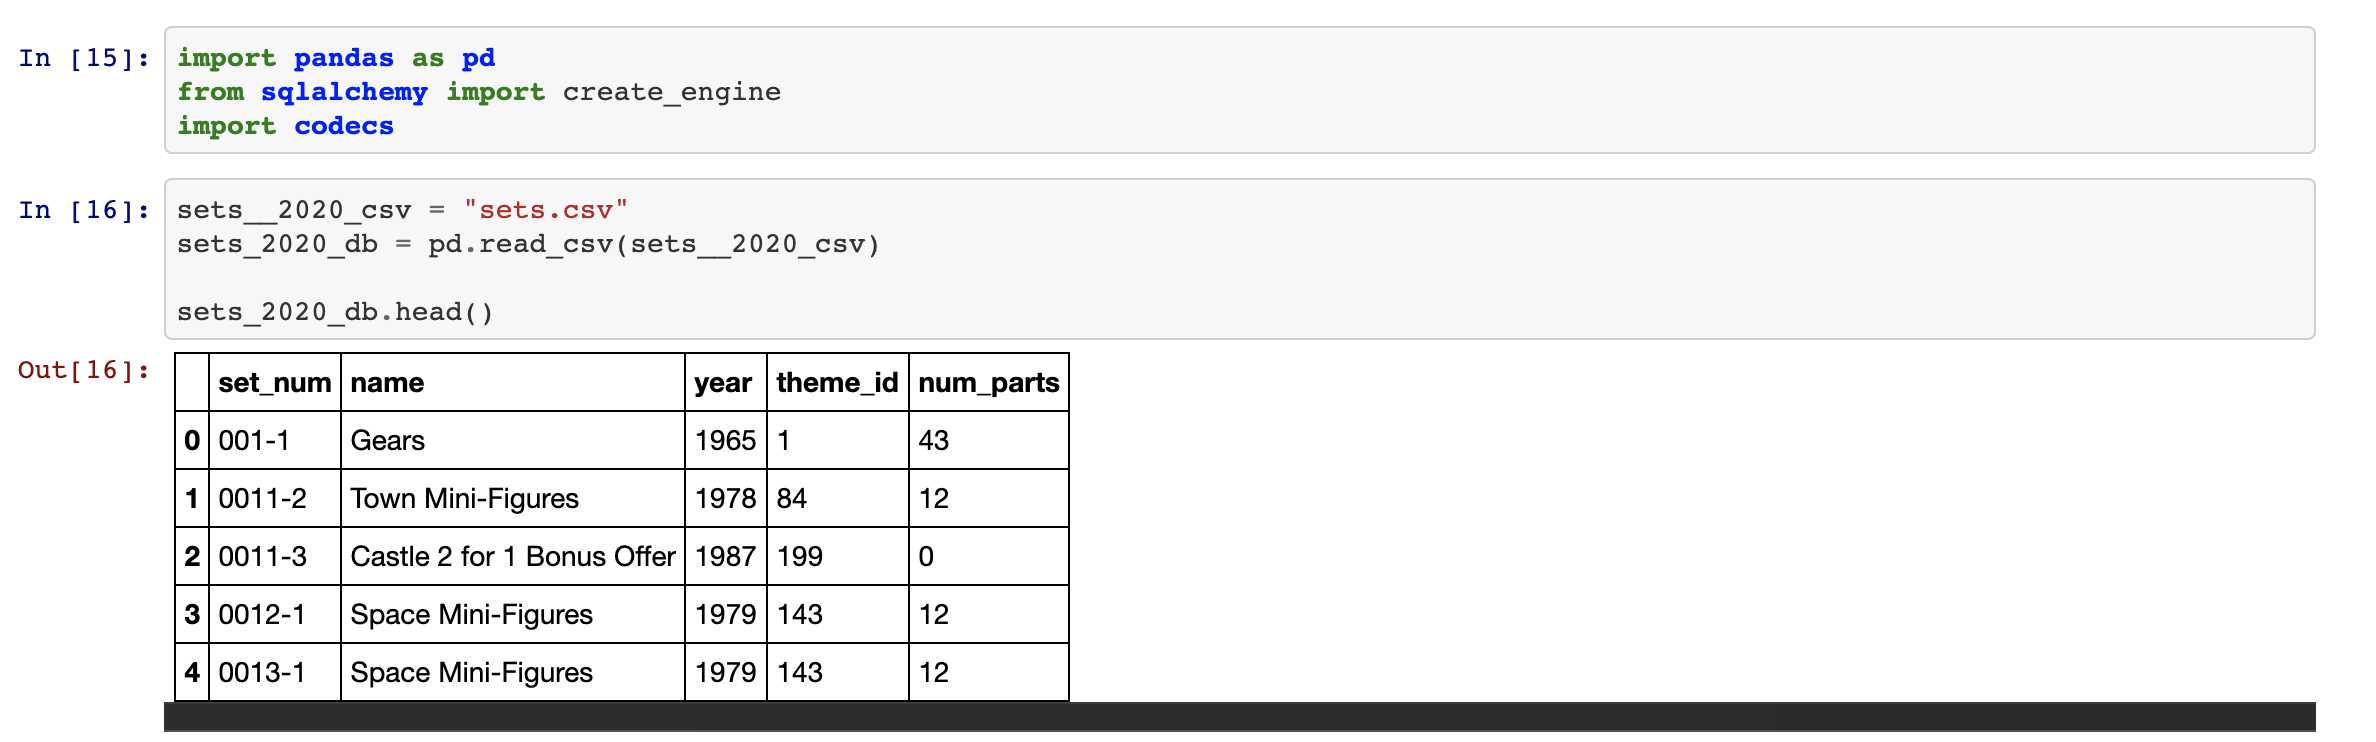 In [15]: import pandas as pd
from sqlalchemy import create_engine
import codecs
In [16]: sets__2020_csv = "sets.csv"
sets_2020_db = pd.read_csv(sets__2020_csv)
sets_2020_db.head()
Out[16]:
set_num name year theme_id num_parts
0 001-1 Gears 1965 1 43
1 0011-2 Town Mini-Figures 1978 84 12
2 0011-3 Castle 2 for 1 Bonus Offer 1987 199 0
3 0012-1 Space Mini-Figures 1979 143 12
4 0013-1 Space Mini-Figures 1979 143 12